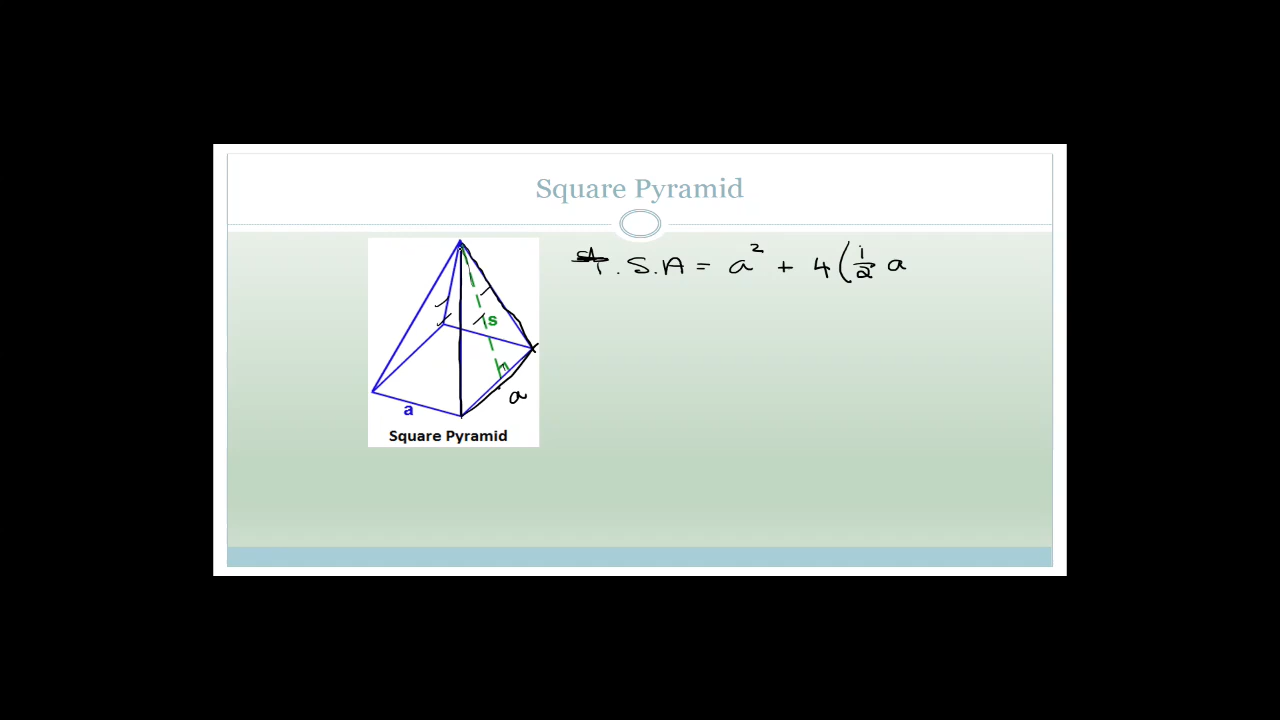 Square Pyramid
T.S.A = a² + 4(½ a
s
a
a
Square Pyramid